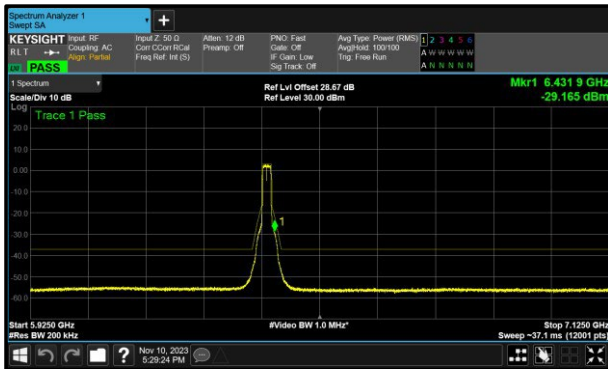 Spectrum Analyzer 1
Swept SA
KEYSIGHT
RLT
PASS
Input: RF
Coupling: AC
Align: Partial
Input Z: 50 Ω
Corr CCorr RCal
Freq Ref: Int (S)
Atten: 12 dB
Preamp: Off
PNO: Fast
Gate: Off
IF Gain: Low
Sig Track: Off
Avg Type: Power (RMS)
Avg|Hold: 100/100
Trig: Free Run
1 2 3 4 5 6
A W W W W W
A N N N N N
1 Spectrum
Scale/Div 10 dB
Log
Ref Lvl Offset 28.67 dB
Ref Level 30.00 dBm
Mkr1 6.431 9 GHz
-29.165 dBm
Trace 1 Pass
20.0
10.0
0.00
-10.0
-20.0
-30.0
-40.0
-50.0
-60.0
1
Start 5.9250 GHz
#Res BW 200 kHz
#Video BW 1.0 MHz*
Stop 7.1250 GHz
Sweep ~37.1 ms (12001 pts)
?
Nov 10, 2023
5:29:24 PM